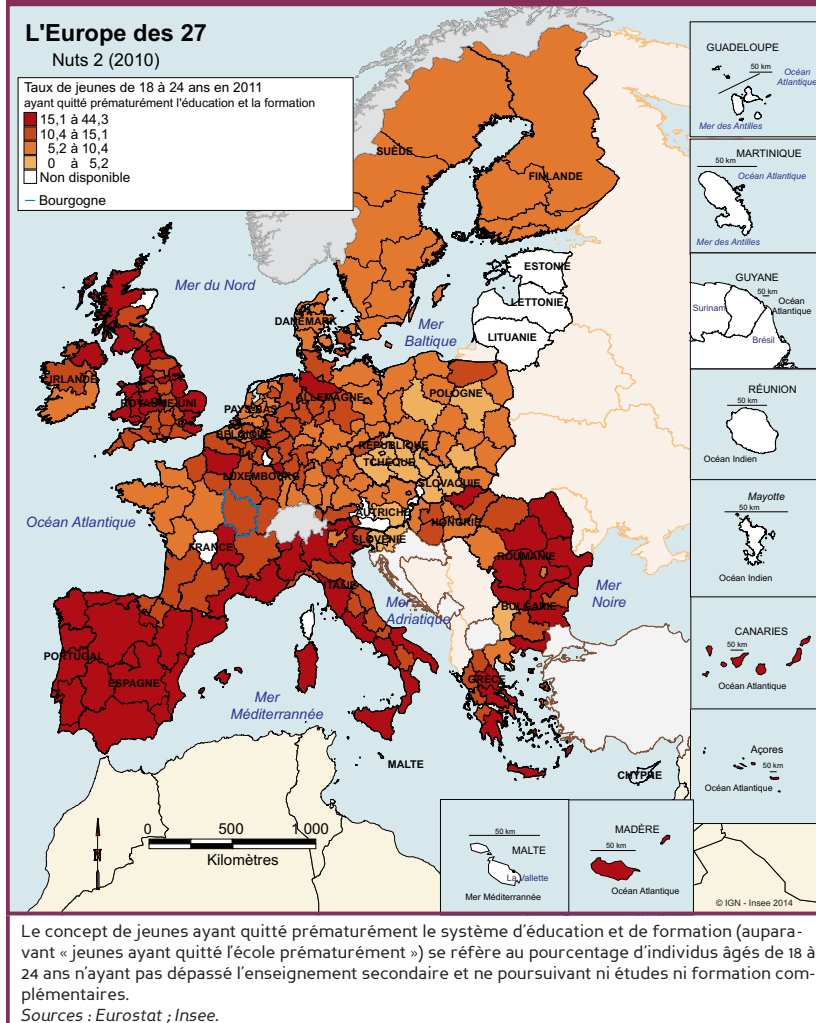 L'Europe des 27
Nuts 2 (2010)
Taux de jeunes de 18 à 24 ans en 2011
ayant quitté prématurément l'éducation et la formation
15,1 à 44,3
10,4 à 15,1
5,2 à 10,4
0 à 5,2
Non disponible
Bourgogne
GUADELOUPE
50 km
Océan
Atlantique
Mer des Antilles
MARTINIQUE
50 km
Océan Atlantique
Mer des Antilles
GUYANE
50 km
Océan
Atlantique
Surinam
Brésil
RÉUNION
50 km
Océan Indien
Mayotte
50 km
Océan Indien
CANARIES
50 km
Océan Atlantique
Açores
50 km
Océan Atlantique
SUÈDE
FINLANDE
ESTONIE
LETTONIE
LITUANIE
Mer du Nord
DANEMARK
Mer
Baltique
IRLANDE
ROYAUME-UNI
PAYS-BAS
ALLEMAGNE
POLOGNE
BELGIQUE
RÉPUBLIQUE
TCHÈQUE
LUXEMBOURG
SLOVAQUIE
Océan Atlantique
AUTRICHE
HONGRIE
FRANCE
SLOVÉNIE
ROUMANIE
ITALIE
Mer
Noire
Mer
Adriatique
BULGARIE
PORTUGAL
ESPAGNE
GRÈCE
Mer
Méditerrannée
MALTE
CHYPRE
0 500 1 000
Kilomètres
N
50 km
MALTE
La Vallette
Mer Méditerrannée
MADÈRE
50 km
Océan Atlantique
© IGN - Insee 2014
Le concept de jeunes ayant quitté prématurément le système d'éducation et de formation (aupara-
vant « jeunes ayant quitté l'école prématurément ») se réfère au pourcentage d'individus âgés de 18 à
24 ans n'ayant pas dépassé l'enseignement secondaire et ne poursuivant ni études ni formation com-
plémentaires.
Sources : Eurostat ; Insee.